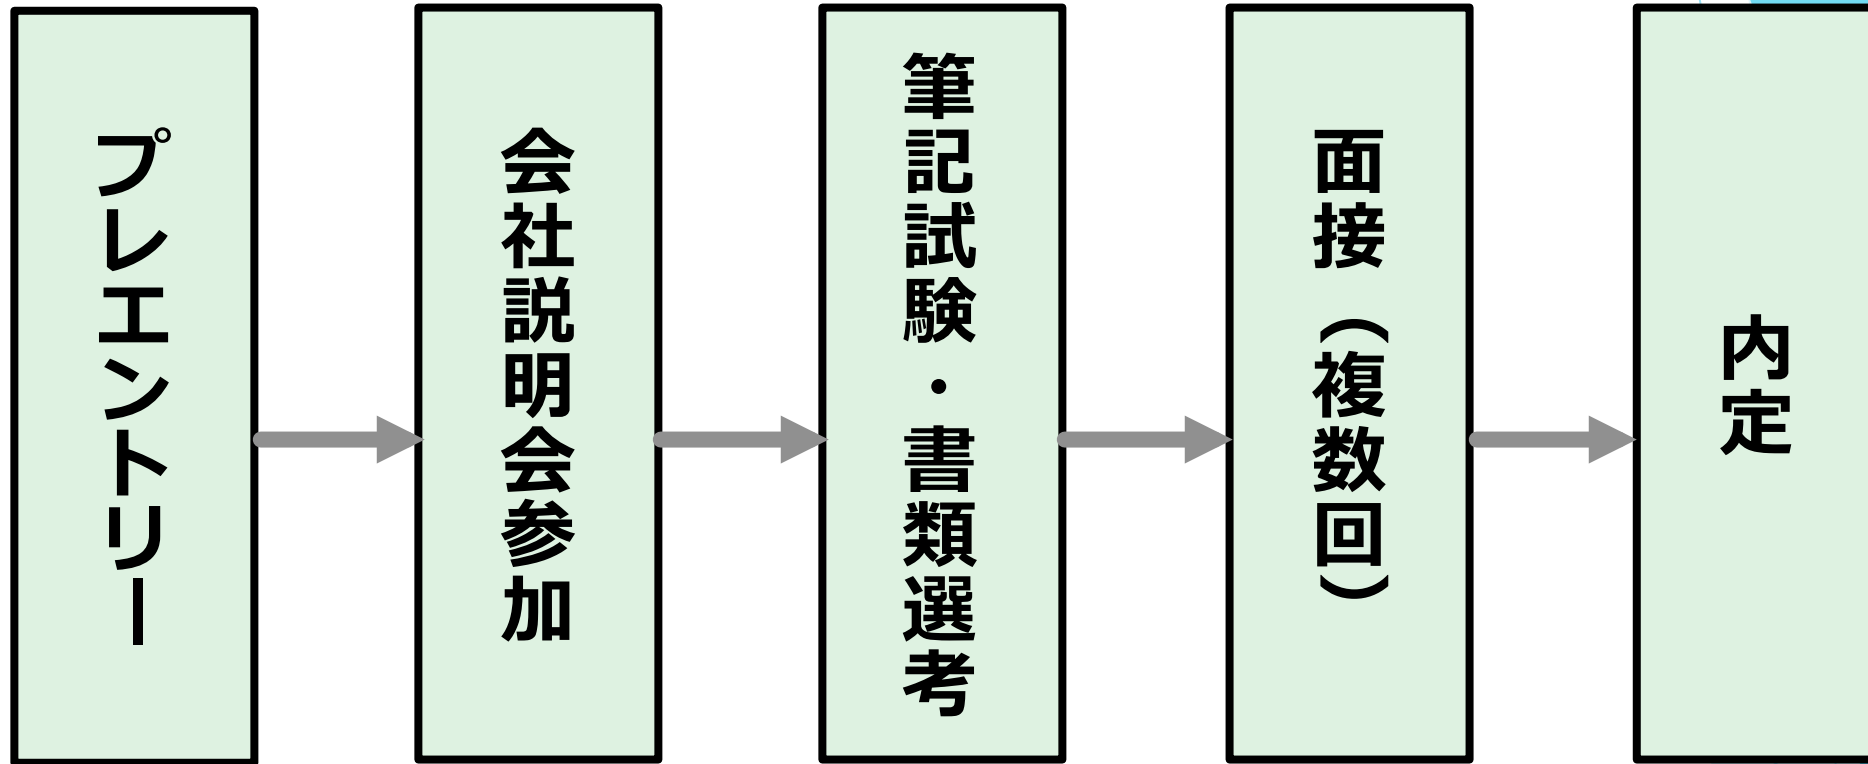 プレエントリー
会社説明会参加
筆記試験・書類選考
面接（複数回）
内定